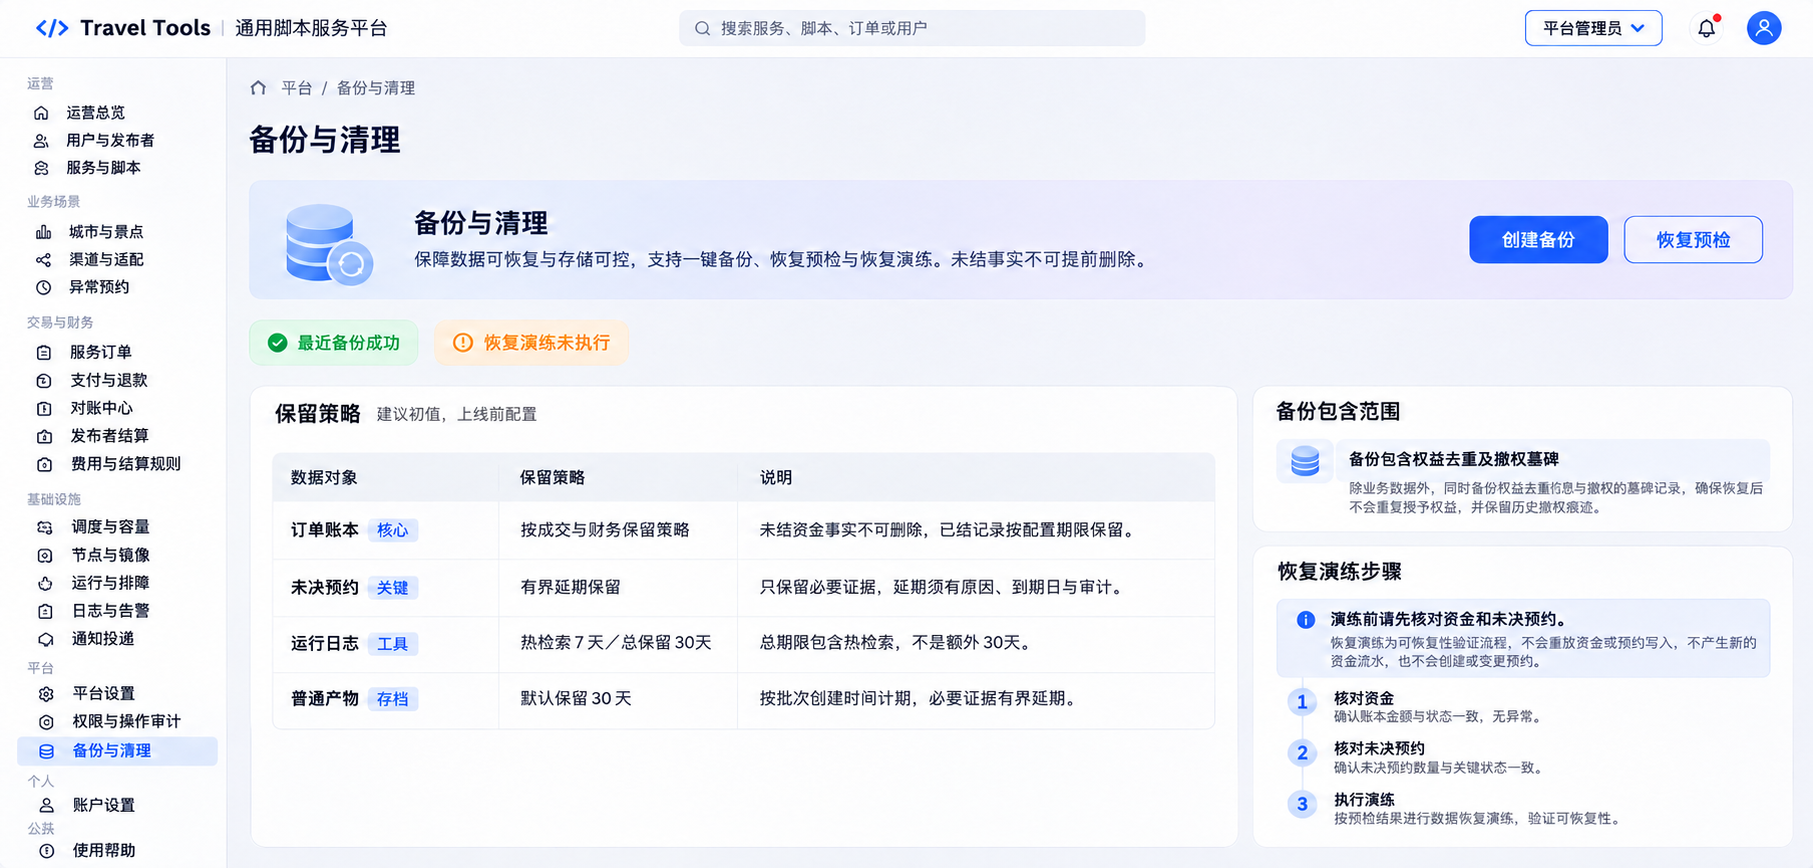 </> Travel Tools | 通用脚本服务平台
搜索服务、脚本、订单或用户
平台管理员
运营
运营总览
用户与发布者
服务与脚本
业务场景
城市与景点
渠道与适配
异常预约
交易与财务
服务订单
支付与退款
对账中心
发布者结算
费用与结算规则
基础设施
调度与容量
节点与镜像
运行与排障
日志与告警
通知投递
平台
平台设置
权限与操作审计
备份与清理
个人
账户设置
公共
使用帮助
平台 / 备份与清理
备份与清理
备份与清理
保障数据可恢复与存储可控，支持一键备份、恢复预检与恢复演练。未结事实不可提前删除。
创建备份
恢复预检
最近备份成功
恢复演练未执行
保留策略 建议初值，上线前配置
数据对象 保留策略 说明
订单账本 核心 按成交与财务保留策略 未结资金事实不可删除，已结记录按配置期限保留。
未决预约 关键 有界延期保留 只保留必要证据，延期须有原因、到期日与审计。
运行日志 工具 热检索 7 天／总保留 30天 总期限包含热检索，不是额外 30天。
普通产物 存档 默认保留 30 天 按批次创建时间计期，必要证据有界延期。
备份包含范围
备份包含权益去重及撤权墓碑
除业务数据外，同时备份权益去重信息与撤权的墓碑记录，确保恢复后
不会重复授予权益，并保留历史撤权痕迹。
恢复演练步骤
演练前请先核对资金和未决预约。
恢复演练为可恢复性验证流程，不会重放资金或预约写入，不产生新的
资金流水，也不会创建或变更预约。
1 核对资金
确认账本金额与状态一致，无异常。
2 核对未决预约
确认未决预约数量与关键状态一致。
3 执行演练
按预检结果进行数据恢复演练，验证可恢复性。